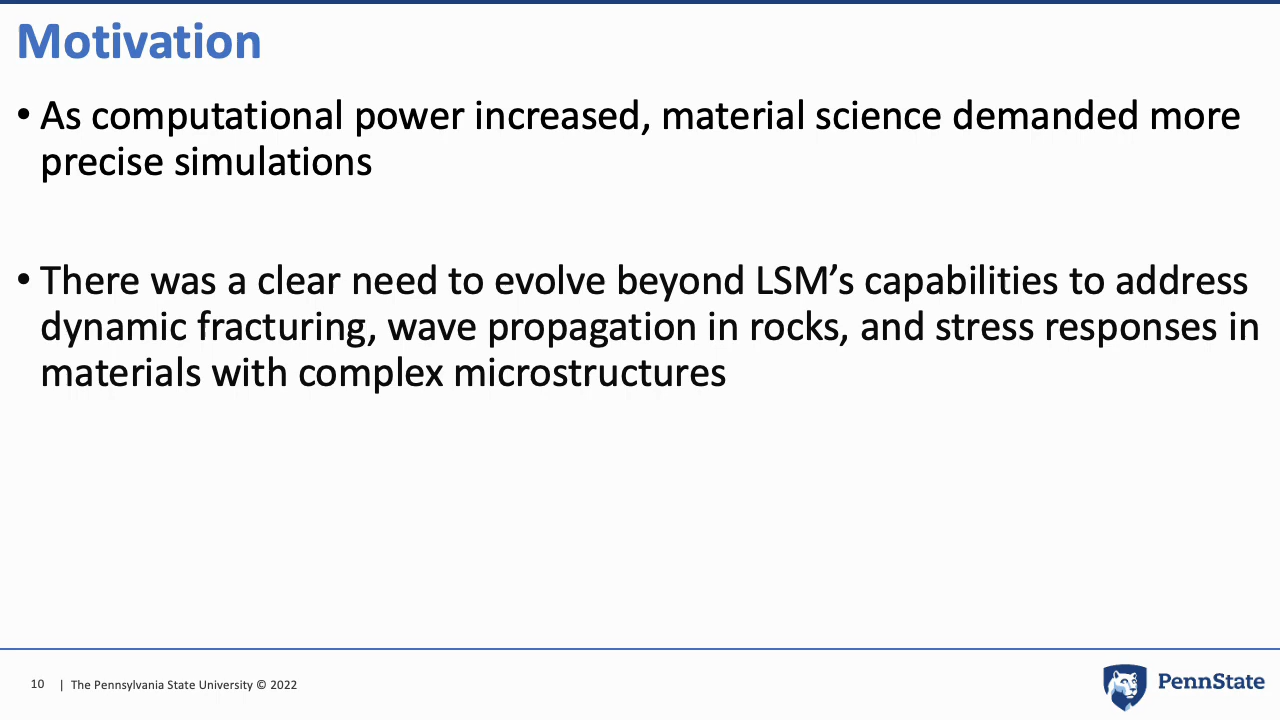 Motivation
• As computational power increased, material science demanded more
precise simulations
• There was a clear need to evolve beyond LSM’s capabilities to address
dynamic fracturing, wave propagation in rocks, and stress responses in
materials with complex microstructures
10 | The Pennsylvania State University © 2022
PennState